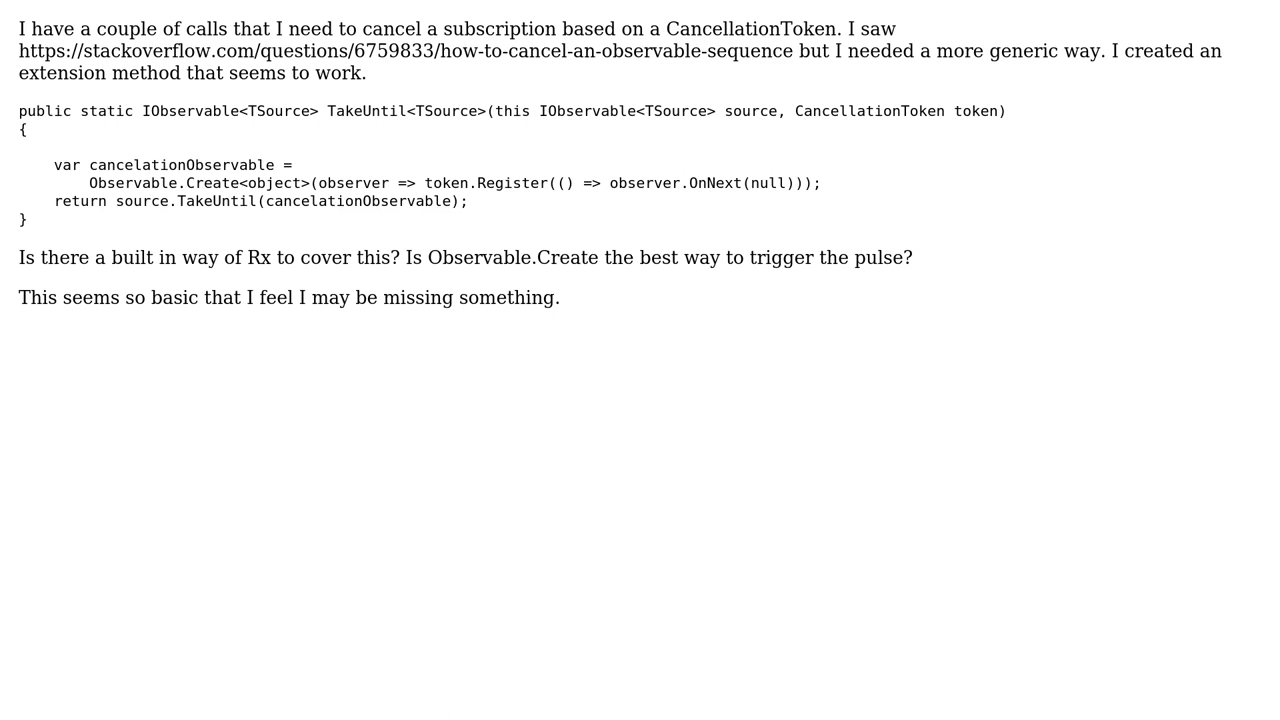 I have a couple of calls that I need to cancel a subscription based on a CancellationToken. I saw
https://stackoverflow.com/questions/6759833/how-to-cancel-an-observable-sequence but I needed a more generic way. I created an
extension method that seems to work.
public static IObservable<TSource> TakeUntil<TSource>(this IObservable<TSource> source, CancellationToken token)
{
    var cancelationObservable =
        Observable.Create<object>(observer => token.Register(() => observer.OnNext(null)));
    return source.TakeUntil(cancelationObservable);
}
Is there a built in way of Rx to cover this? Is Observable.Create the best way to trigger the pulse?
This seems so basic that I feel I may be missing something.